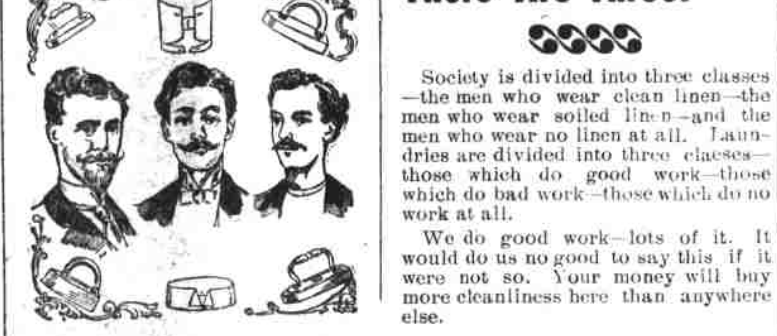 Society is divided into three classes
—the men who wear clean linen—the
men who wear soiled linen—and the
men who wear no linen at all. Laun-
dries are divided into three classes—
those which do good work—those
which do bad work—those which do no
work at all.
We do good work—lots of it. It
would do us no good to say this if it
were not so. Your money will buy
more cleanliness here than anywhere
else.